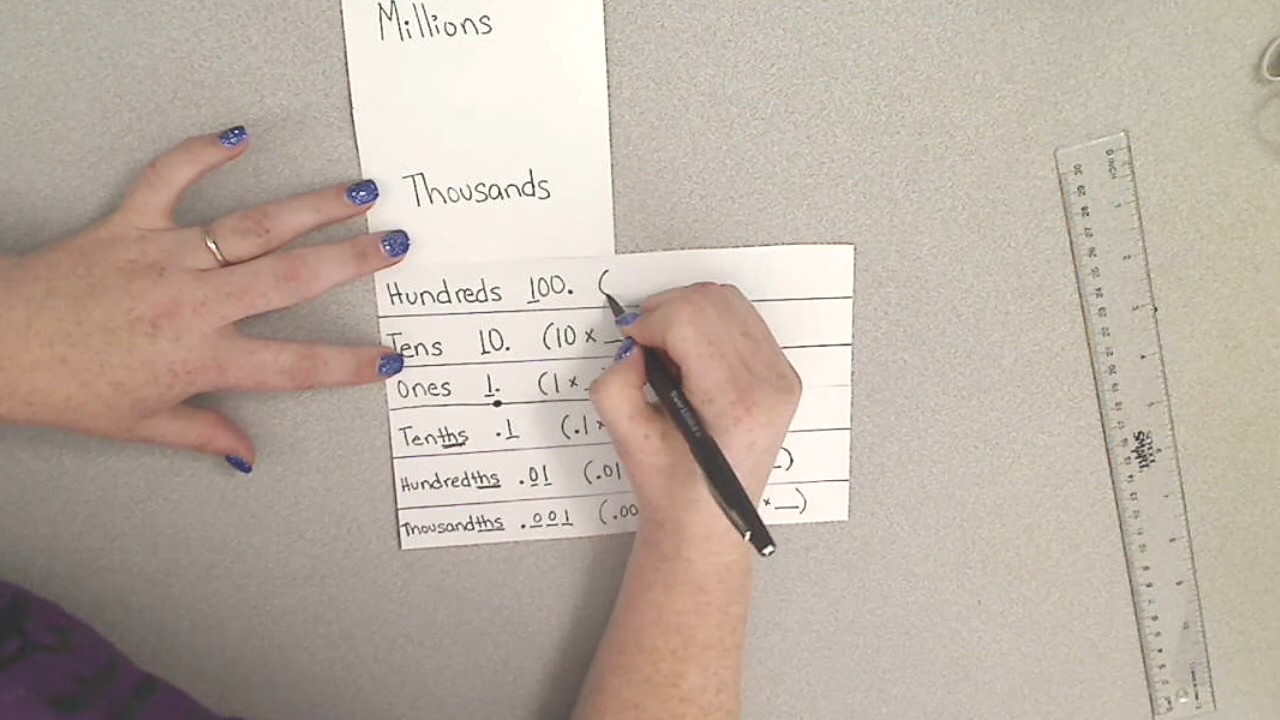 Millions
Thousands
Hundreds 100. (
Tens 10. (10 × _
Ones 1. (1 ×
Tenths .1 (.1
Hundredths .01 (.01 )
Thousandths .001 (.00 × __)